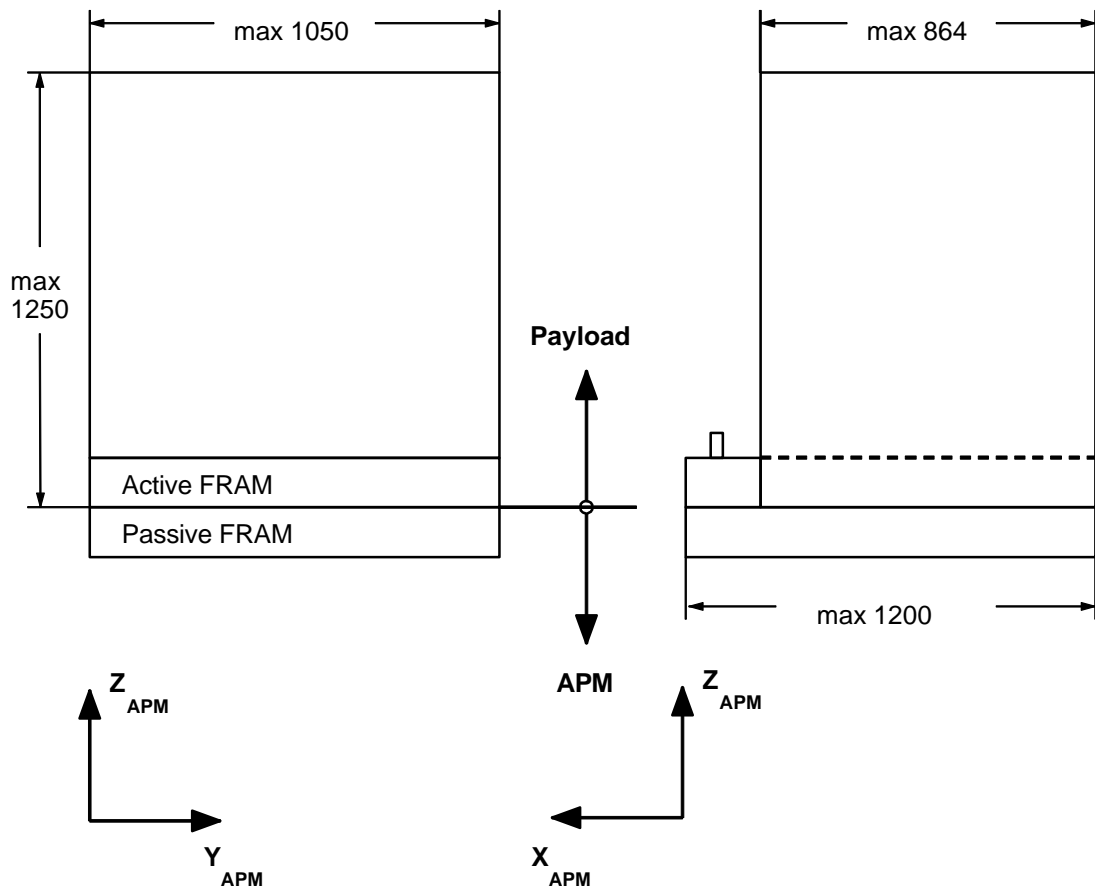 max 1050
max 864
max
1250
Payload
Active FRAM
Passive FRAM
max 1200
APM
Z APM
Z APM
Y APM
X APM